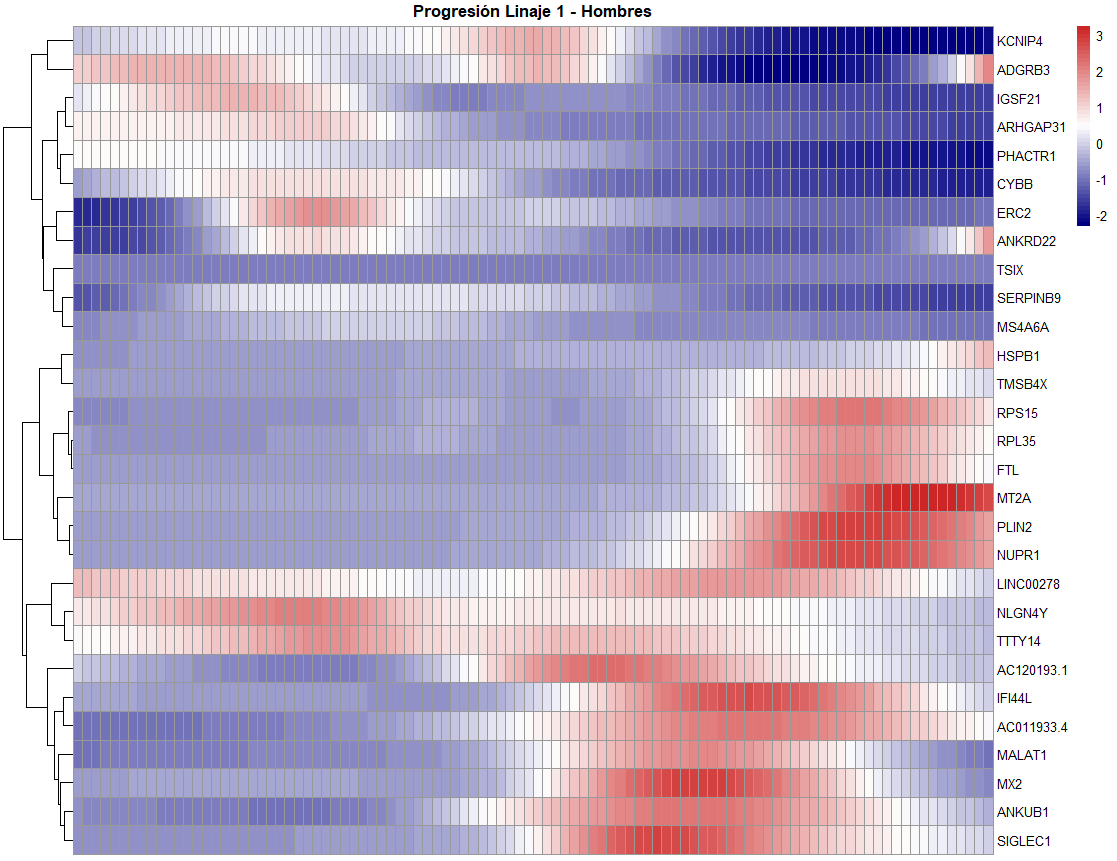 Progresión Linaje 1 - Hombres
KCNIP4
ADGRB3
IGSF21
ARHGAP31
PHACTR1
CYBB
ERC2
ANKRD22
TSIX
SERPINB9
MS4A6A
HSPB1
TMSB4X
RPS15
RPL35
FTL
MT2A
PLIN2
NUPR1
LINC00278
NLGN4Y
TTTY14
AC120193.1
IFI44L
AC011933.4
MALAT1
MX2
ANKUB1
SIGLEC1
3
2
1
0
-1
-2